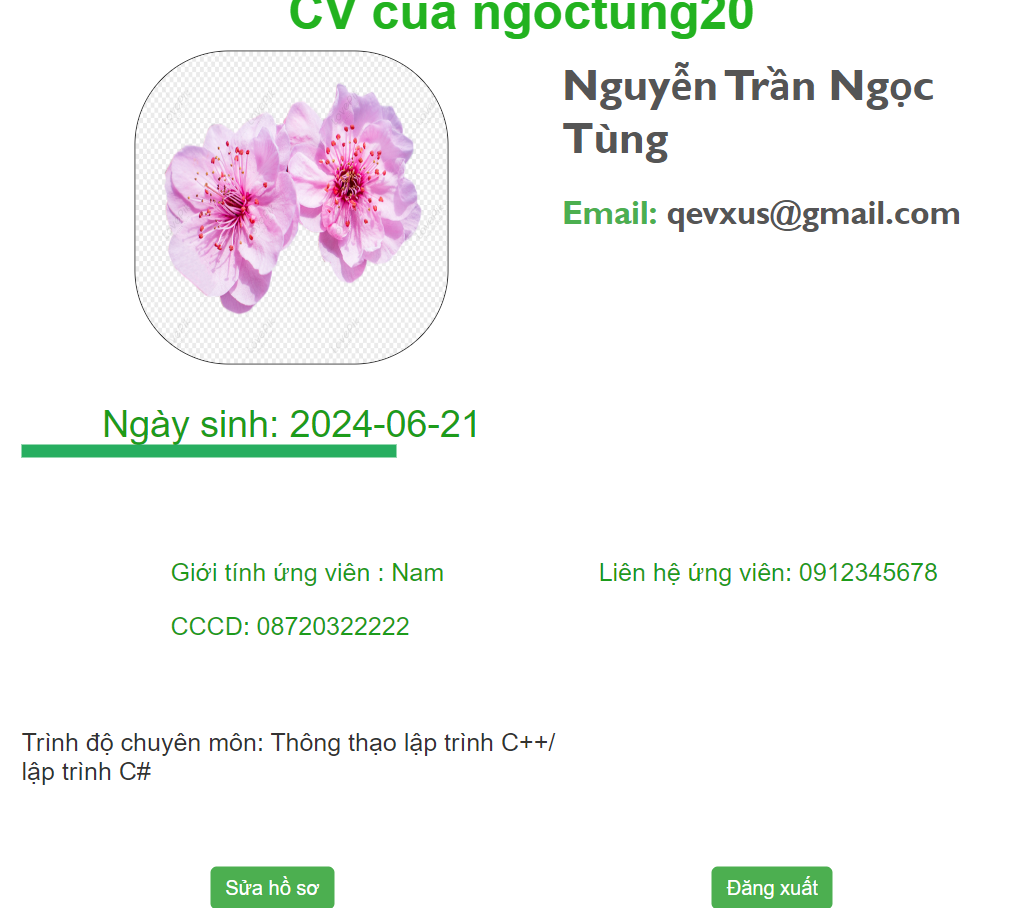 CV của ngoctung20
Nguyễn Trần Ngọc
Tùng
Email: qevxus@gmail.com
Ngày sinh: 2024-06-21
Giới tính ứng viên : Nam
Liên hệ ứng viên: 0912345678
CCCD: 08720322222
Trình độ chuyên môn: Thông thạo lập trình C++/
lập trình C#
Sửa hồ sơ
Đăng xuất